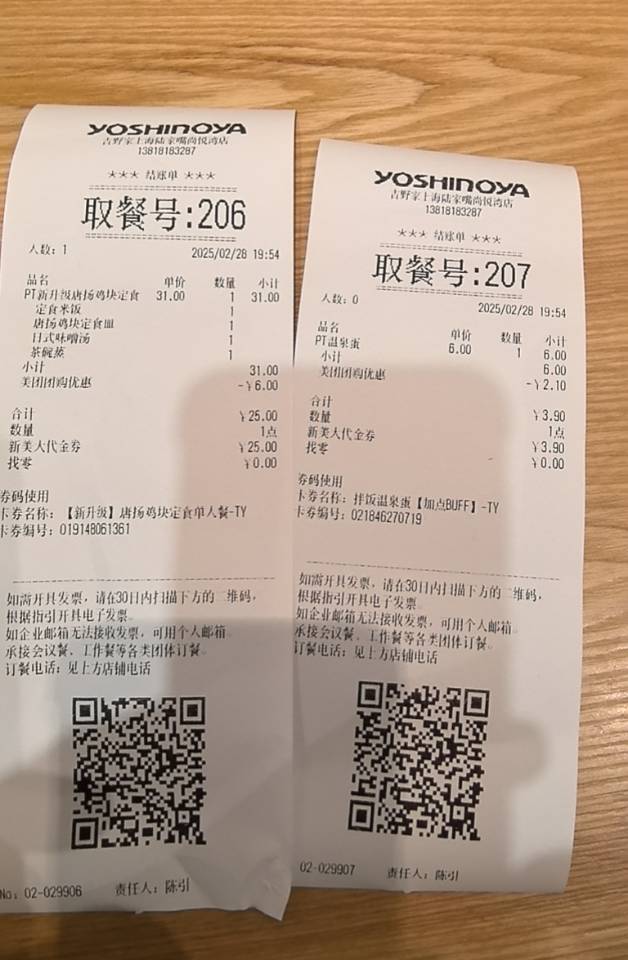 YOSHINOYA
吉野家上海陆家嘴尚悦湾店
13818183287
*** 结账单 ***
取餐号:206
人数: 1 2025/02/28 19:54
品名 单价 数量 小计
PT新升级唐扬鸡块定食 31.00 1 31.00
定食米饭 1
唐扬鸡块定食皿 1
日式味噌汤 1
茶碗蒸 1
小计 31.00
美团团购优惠 -¥6.00
合计 ¥25.00
数量 1点
新美大代金券 ¥25.00
找零 ¥0.00
券码使用
卡券名称: 【新升级】唐扬鸡块定食单人餐-TY
卡券编号: 019148061361
如需开具发票, 请在30日内扫描下方的二维码,
根据指引开具电子发票。
如企业邮箱无法接收发票, 可用个人邮箱。
承接会议餐、工作餐等各类团体订餐。
订餐电话: 见上方店铺电话
No: 02-029906 责任人: 陈引
YOSHINOYA
吉野家上海陆家嘴尚悦湾店
13818183287
*** 结账单 ***
取餐号:207
人数: 0 2025/02/28 19:54
品名 单价 数量 小计
PT温泉蛋 6.00 1 6.00
小计 6.00
美团团购优惠 -¥2.10
合计 ¥3.90
数量 1点
新美大代金券 ¥3.90
找零 ¥0.00
券码使用
卡券名称: 拌饭温泉蛋【加点BUFF】-TY
卡券编号: 021846270719
如需开具发票, 请在30日内扫描下方的二维码,
根据指引开具电子发票。
如企业邮箱无法接收发票, 可用个人邮箱。
承接会议餐、工作餐等各类团体订餐。
订餐电话: 见上方店铺电话
02-029907 责任人: 陈引